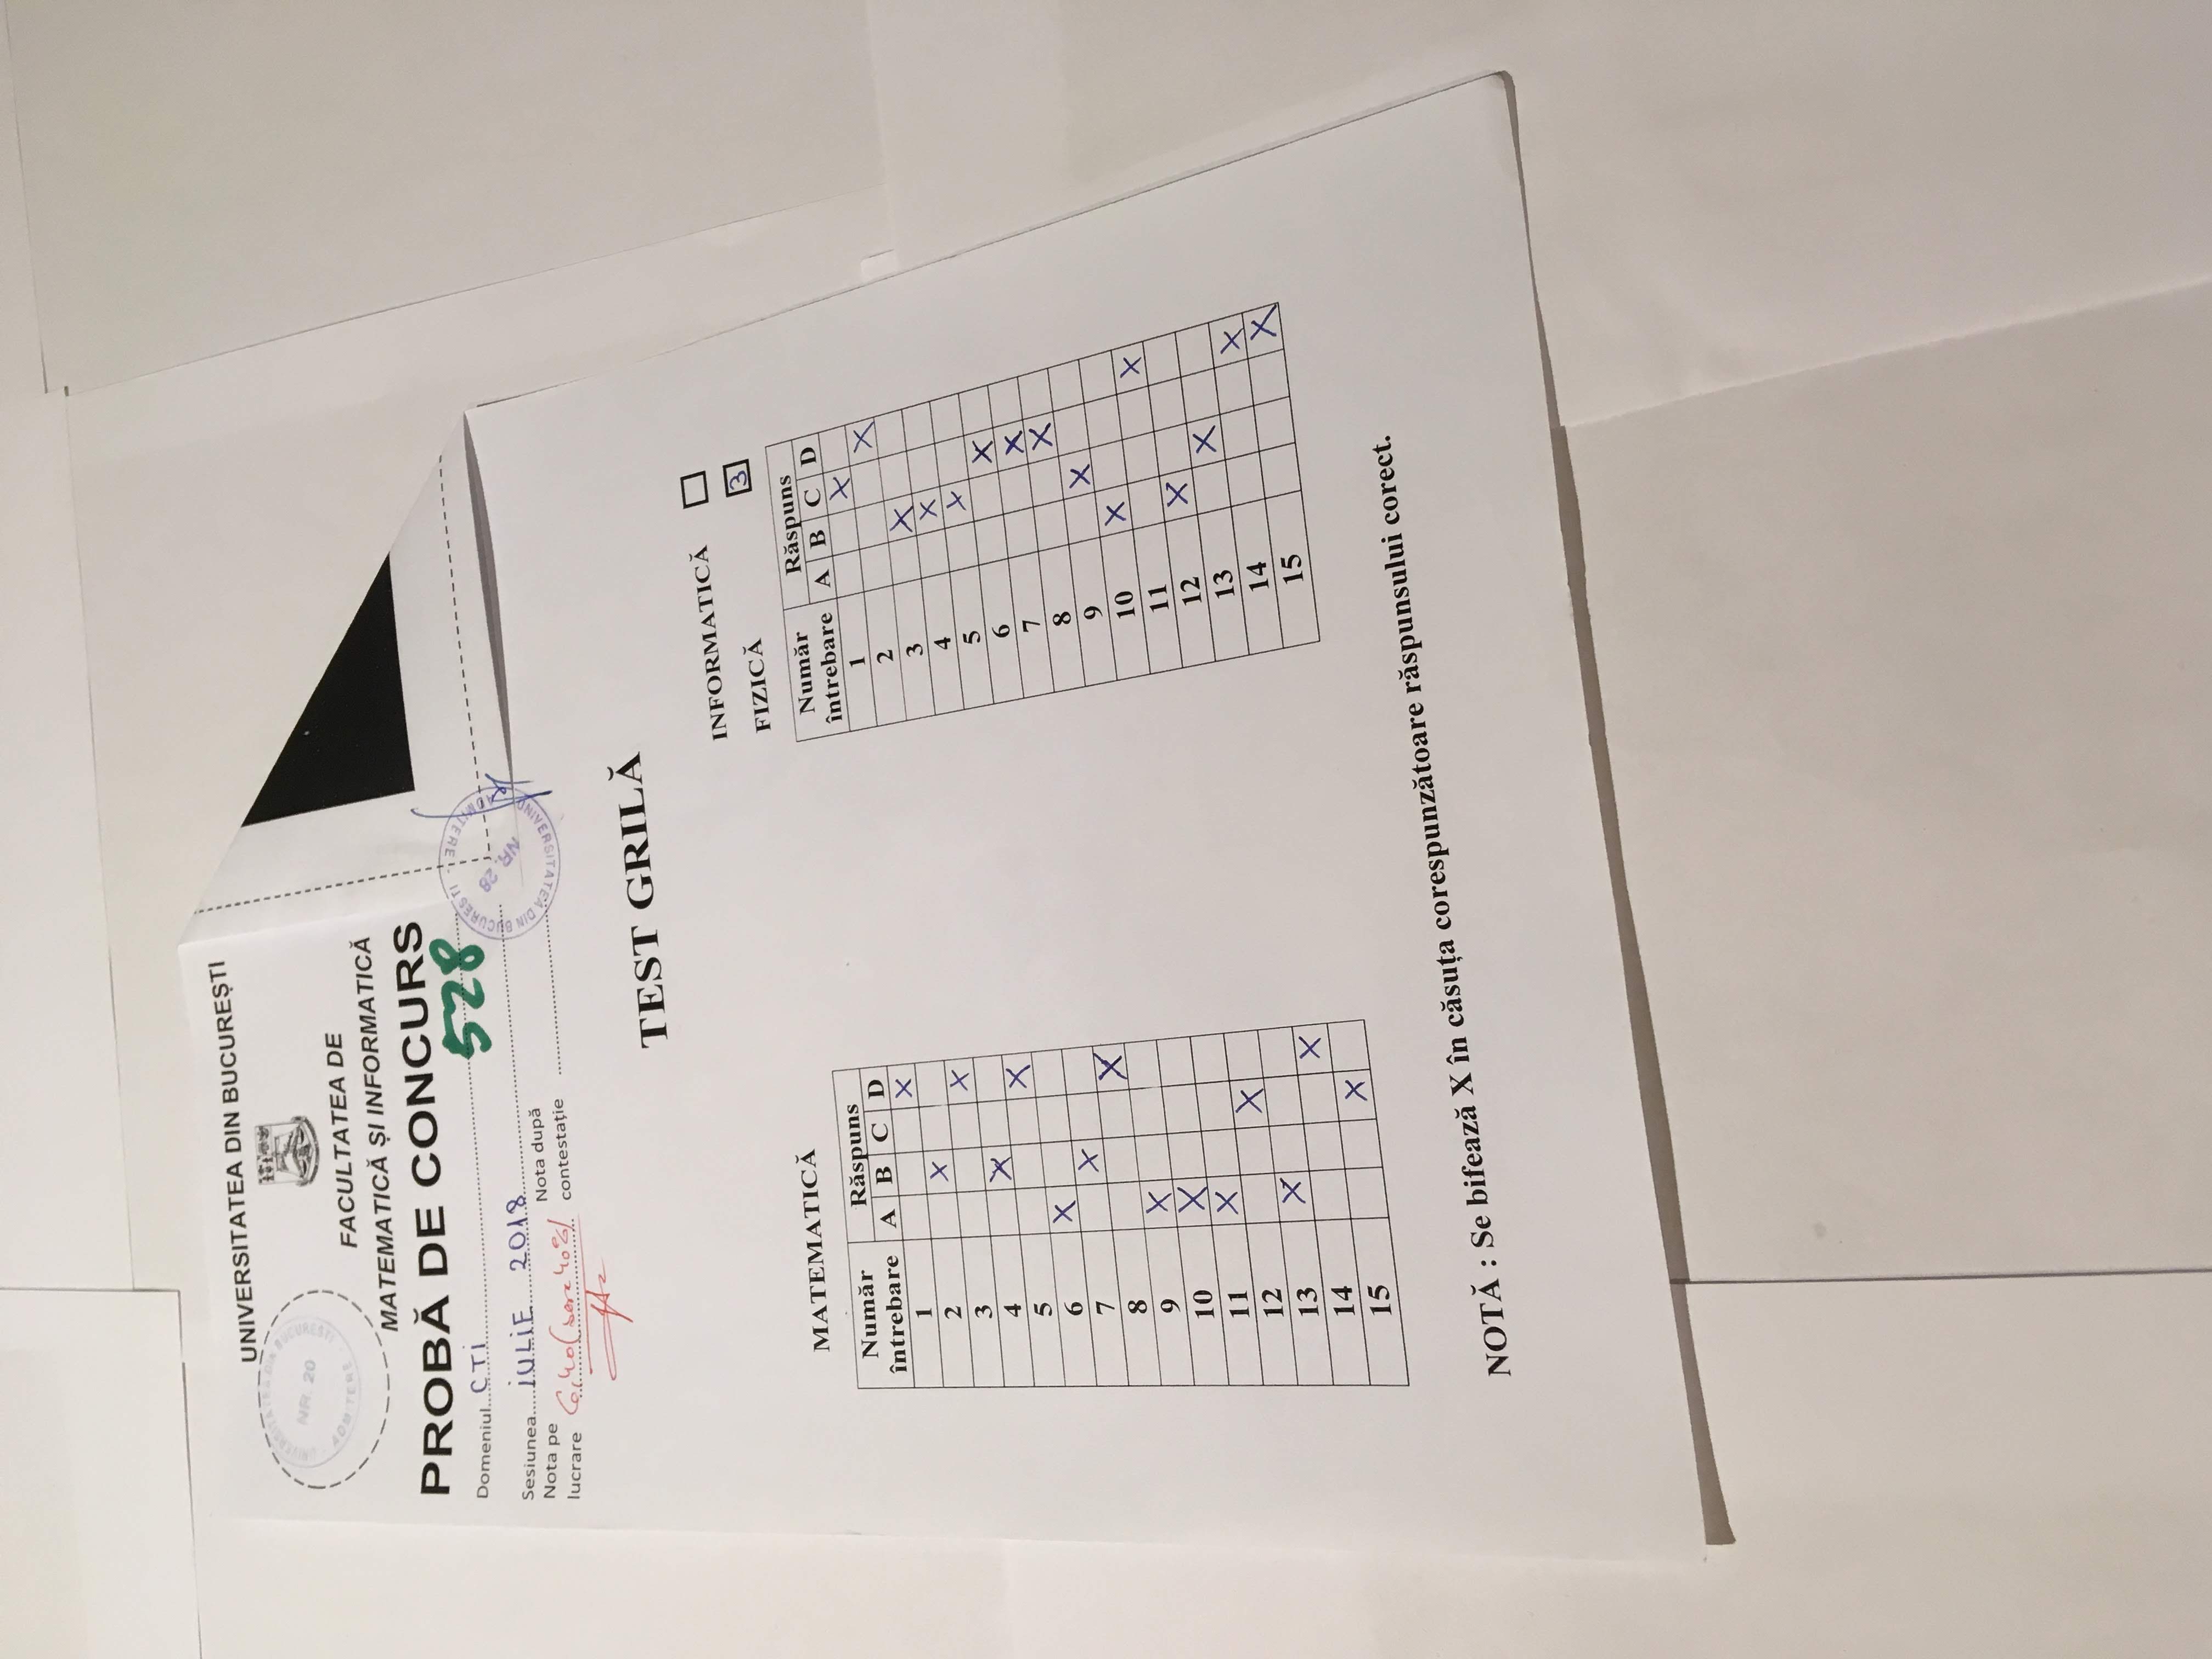 UNIVERSITATEA DIN BUCUREȘTI
UNIVERSITATEA DIN BUCUREȘTI
NR. 20
ADMITERE
FACULTATEA DE
MATEMATICĂ ȘI INFORMATICĂ
PROBĂ DE CONCURS
528
Domeniul CTi
Sesiunea iULiE 2018
Nota pe lucrare 6,40
Nota după contestație
UNIVERSITATEA DIN BUCUREȘTI - ADMITERE -
NR. 28
TEST GRILĂ
INFORMATICĂ
FIZICĂ 3
MATEMATICĂ
Număr întrebare Răspuns
A B C D
1 X
2 X
3 X
4 X
5 X
6 X
7 X
8 X
9 X
10 X
11 X
12 X
13 X
14 X
15 X
Număr întrebare Răspuns
A B C D
1 X
2 X
3 X
4 X
5 X
6 X
7 X
8 X
9 X
10 X
11 X
12 X
13 X
14 X
15 X
NOTĂ : Se bifează X în căsuța corespunzătoare răspunsului corect.